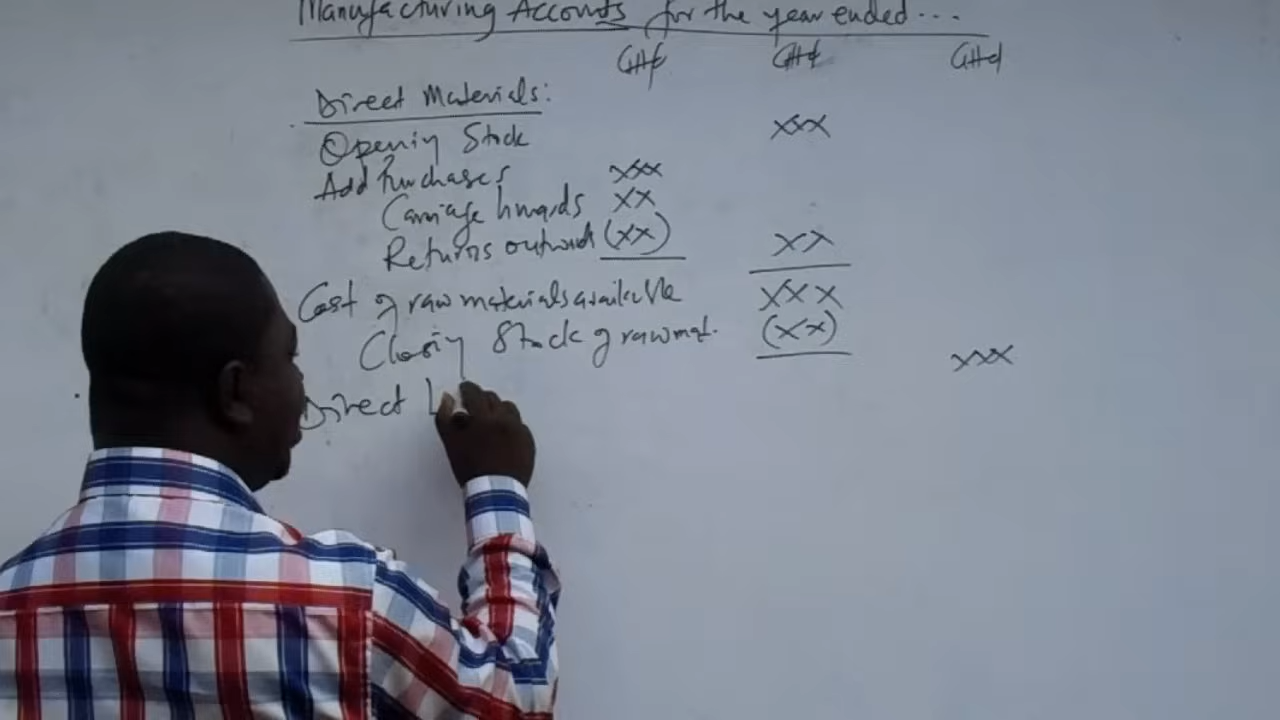 Manufacturing Accounts for the year ended...
GH¢ GH¢ GH¢
Direct Materials:
Opening Stock xxx
Add Purchases xxx
Carriage Inwards xx
Returns outwards (xx) xx
Cost of raw materials available xxx
Closing Stock of raw mat. (xx) xxx
Direct L